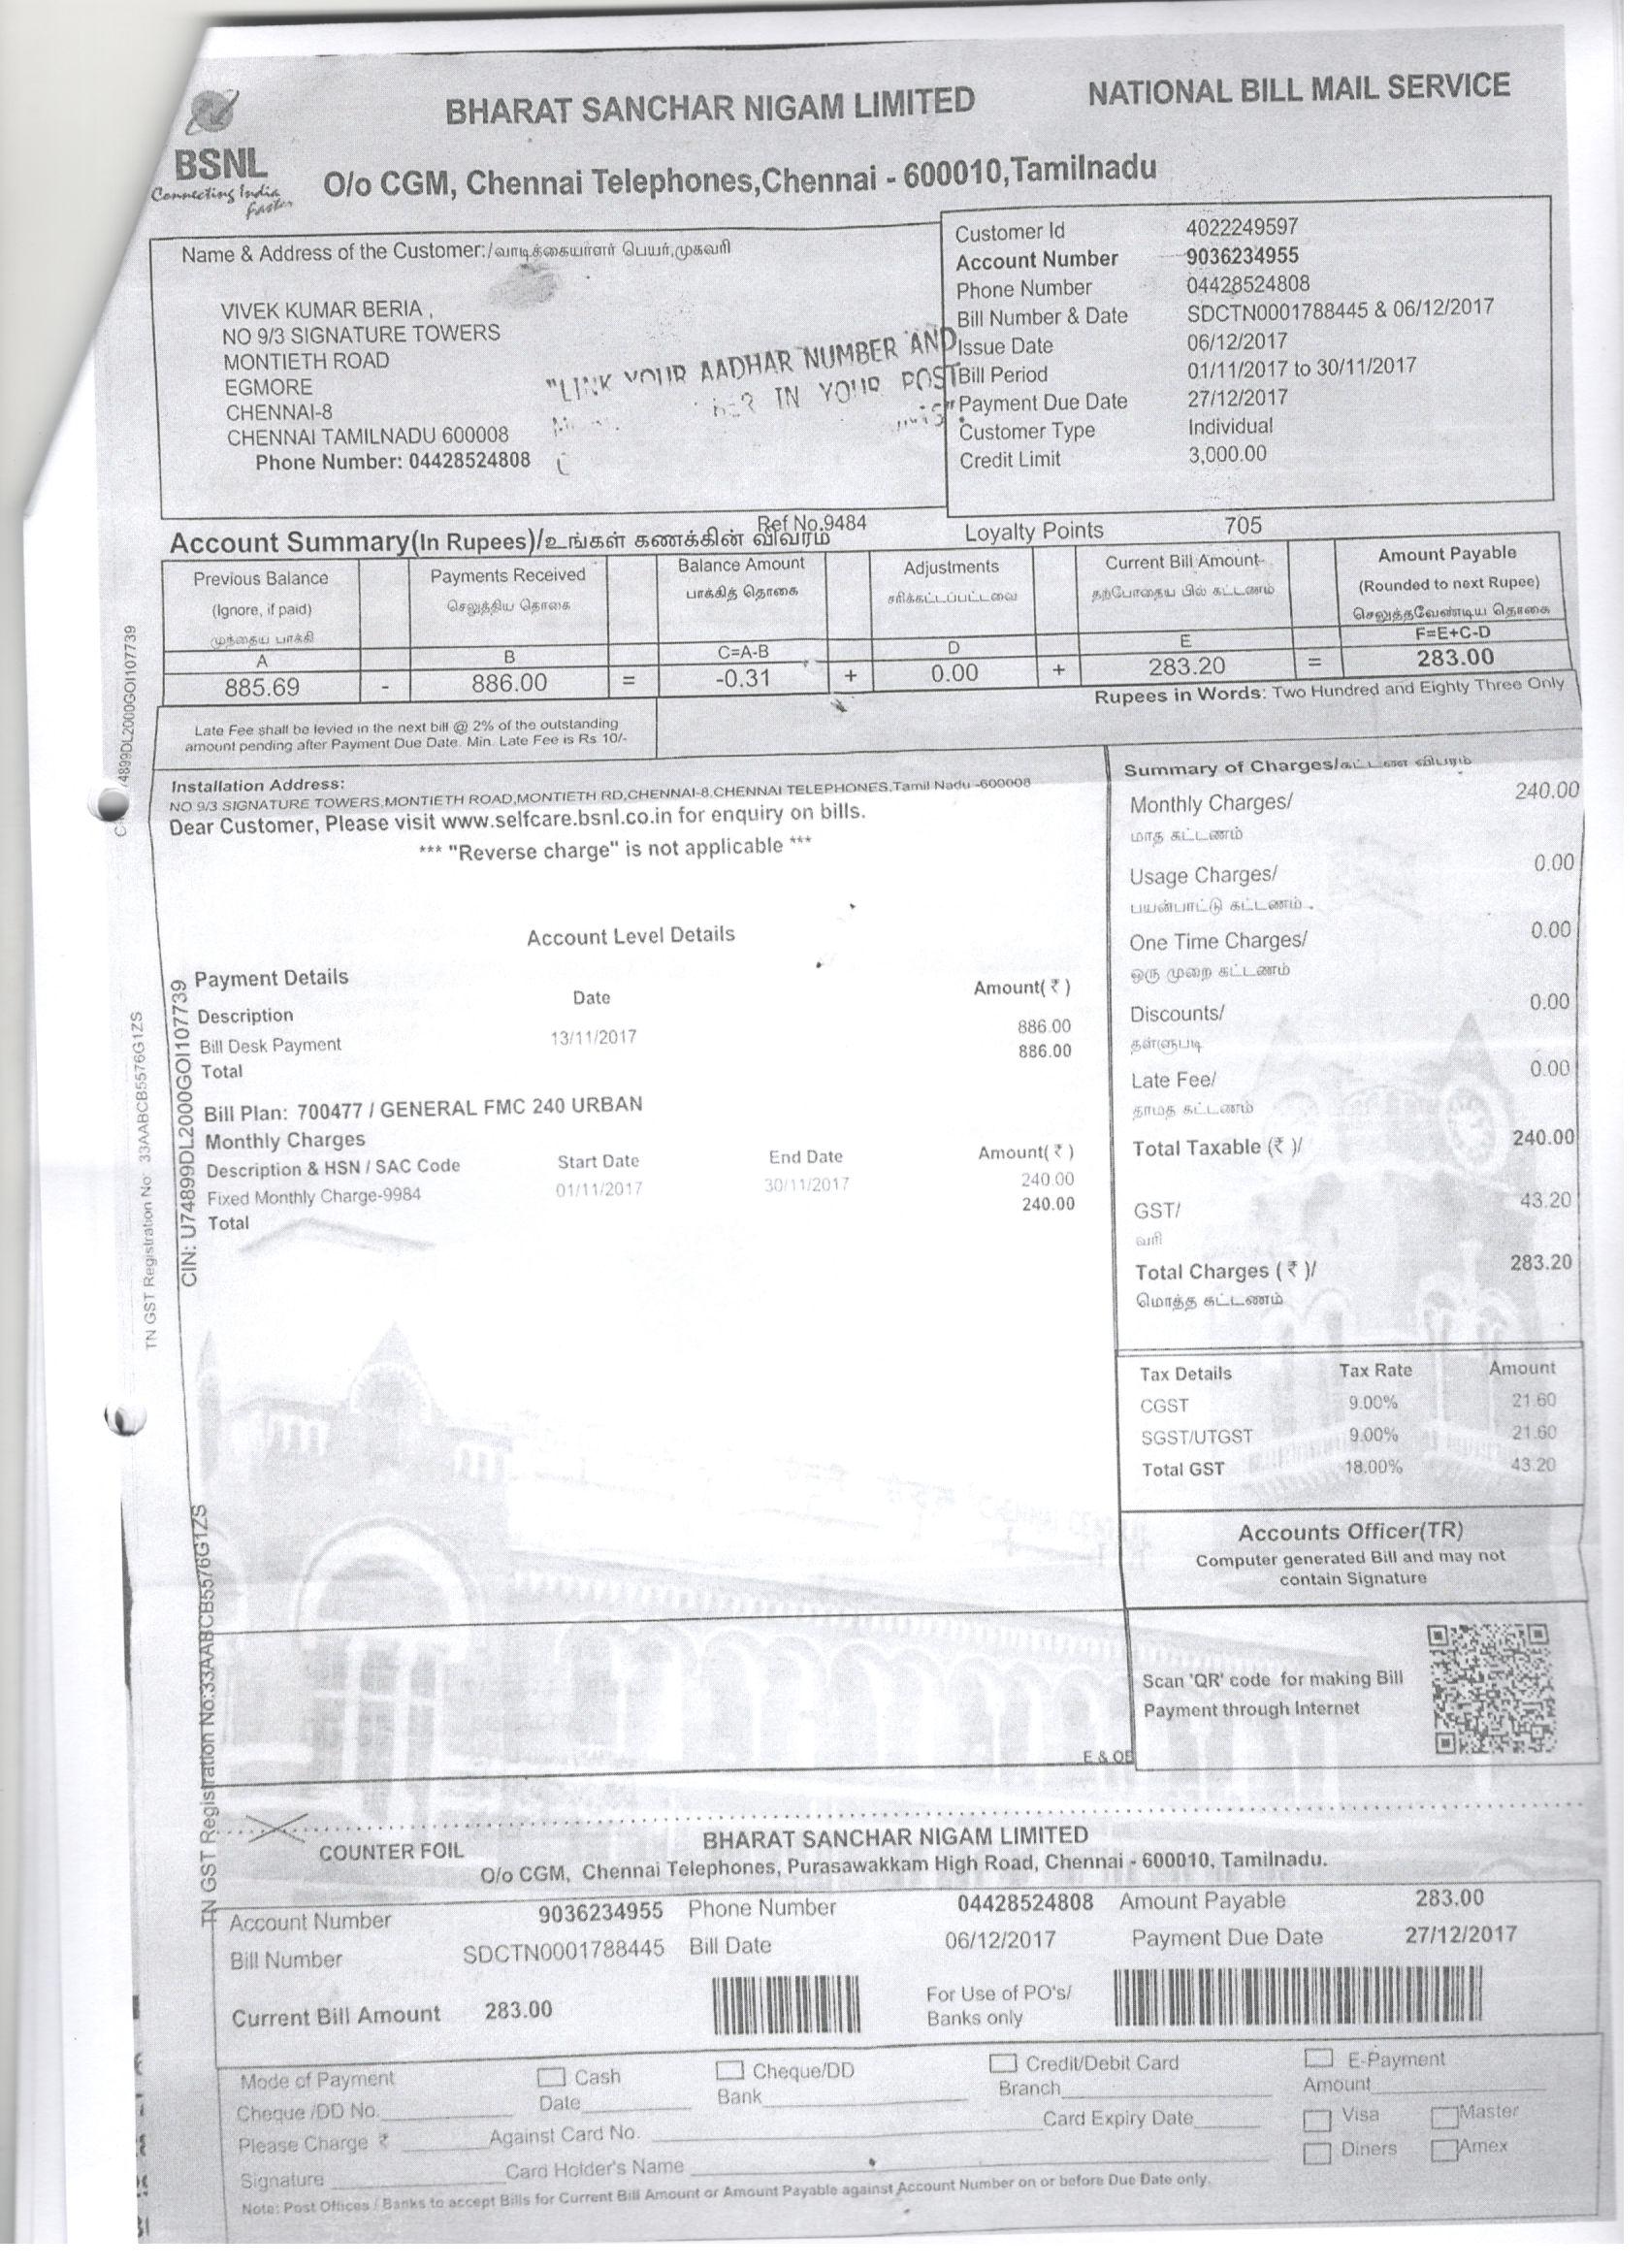 BHARAT SANCHAR NIGAM LIMITED
NATIONAL BILL MAIL SERVICE
BSNL
Connecting India
Faster
O/o CGM, Chennai Telephones,Chennai - 600010,Tamilnadu
Name & Address of the Customer:/வாடிக்கையாளர் பெயர்,முகவரி
VIVEK KUMAR BERIA ,
NO 9/3 SIGNATURE TOWERS
MONTIETH ROAD
EGMORE
CHENNAI-8
CHENNAI TAMILNADU 600008
Phone Number: 04428524808
"LINK YOUR AADHAR NUMBER AND
IN YOUR POST
Customer Id 4022249597
Account Number 9036234955
Phone Number 04428524808
Bill Number & Date SDCTN0001788445 & 06/12/2017
Issue Date 06/12/2017
Bill Period 01/11/2017 to 30/11/2017
Payment Due Date 27/12/2017
Customer Type Individual
Credit Limit 3,000.00
Ref No.9484
Account Summary(In Rupees)/உங்கள் கணக்கின் விவரம்
Loyalty Points 705
Previous Balance
(Ignore, if paid)
முந்தைய பாக்கி
A
885.69
-
Payments Received
செலுத்திய தொகை
B
886.00
=
Balance Amount
பாக்கித் தொகை
C=A-B
-0.31
+
Adjustments
சரிக்கட்டப்பட்டவை
D
0.00
+
Current Bill Amount
தற்போதைய பில் கட்டணம்
E
283.20
=
Amount Payable
(Rounded to next Rupee)
செலுத்தவேண்டிய தொகை
F=E+C-D
283.00
Rupees in Words: Two Hundred and Eighty Three Only
Late Fee shall be levied in the next bill @ 2% of the outstanding
amount pending after Payment Due Date. Min. Late Fee is Rs 10/-
Installation Address:
NO 9/3 SIGNATURE TOWERS,MONTIETH ROAD,MONTIETH RD,CHENNAI-8,CHENNAI TELEPHONES,Tamil Nadu -600008
Dear Customer, Please visit www.selfcare.bsnl.co.in for enquiry on bills.
*** "Reverse charge" is not applicable ***
Account Level Details
Payment Details
Description Date Amount( ₹ )
Bill Desk Payment 13/11/2017 886.00
Total 886.00
Bill Plan: 700477 / GENERAL FMC 240 URBAN
Monthly Charges
Description & HSN / SAC Code Start Date End Date Amount( ₹ )
Fixed Monthly Charge-9984 01/11/2017 30/11/2017 240.00
Total 240.00
Summary of Charges/கட்டண விபரம்
Monthly Charges/ 240.00
மாத கட்டணம்
Usage Charges/ 0.00
பயன்பாட்டு கட்டணம்
One Time Charges/ 0.00
ஒரு முறை கட்டணம்
Discounts/ 0.00
தள்ளுபடி
Late Fee/ 0.00
தாமத கட்டணம்
Total Taxable (₹ )/ 240.00
GST/ 43.20
வரி
Total Charges ( ₹ )/ 283.20
மொத்த கட்டணம்
Tax Details Tax Rate Amount
CGST 9.00% 21.60
SGST/UTGST 9.00% 21.60
Total GST 18.00% 43.20
Accounts Officer(TR)
Computer generated Bill and may not
contain Signature
Scan 'QR' code for making Bill
Payment through Internet
E & OE
4899DL2000GOI107739
TN GST Registration No: 33AABCB5576G1ZS
CIN: U74899DL2000GOI107739
TN GST Registration No:33AABCB5576G1ZS
COUNTER FOIL
BHARAT SANCHAR NIGAM LIMITED
O/o CGM, Chennai Telephones, Purasawakkam High Road, Chennai - 600010, Tamilnadu.
Account Number 9036234955 Phone Number 04428524808 Amount Payable 283.00
Bill Number SDCTN0001788445 Bill Date 06/12/2017 Payment Due Date 27/12/2017
Current Bill Amount 283.00
For Use of PO's/
Banks only
Mode of Payment Cash Cheque/DD Credit/Debit Card E-Payment
Cheque /DD No. Date Bank Branch Amount
Please Charge ₹ Against Card No. Card Expiry Date Visa Master
Signature Card Holder's Name Diners Amex
Note: Post Offices / Banks to accept Bills for Current Bill Amount or Amount Payable against Account Number on or before Due Date only.